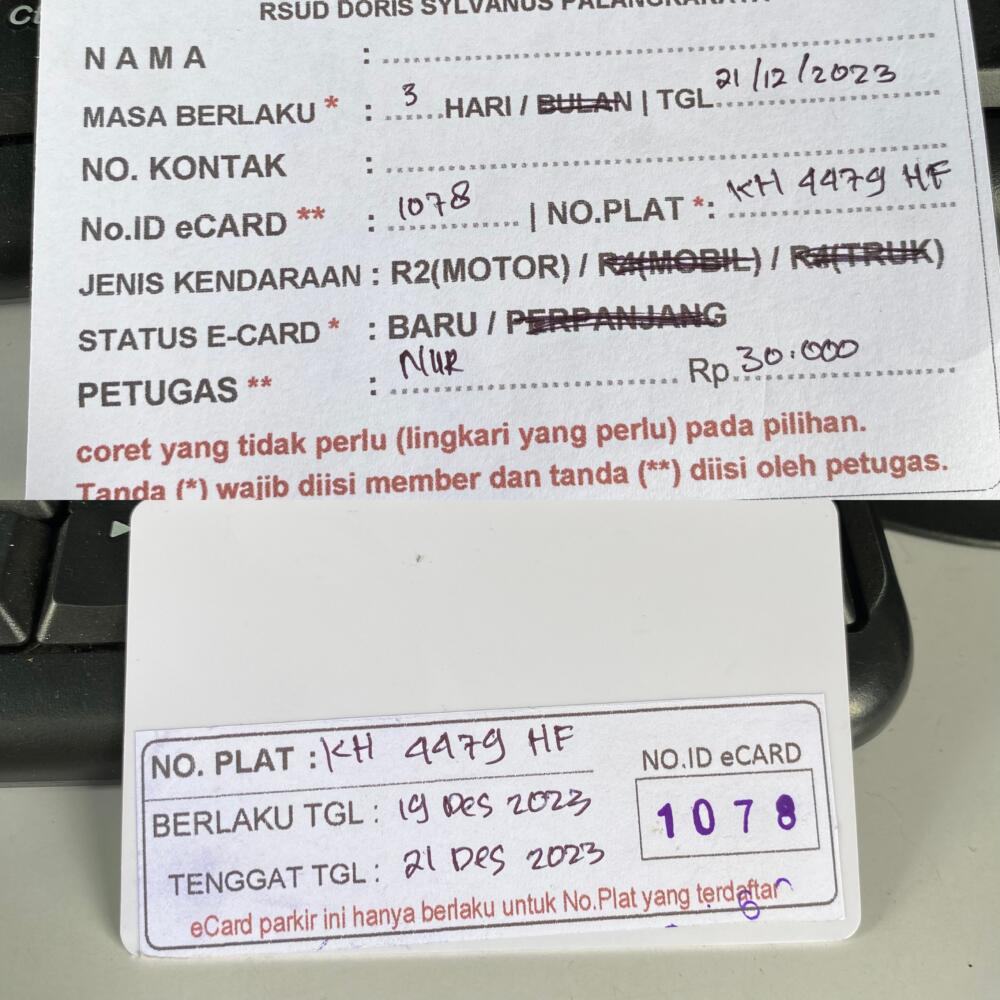 RSUD DORIS SYLVANUS PALANGKARAYA
NAMA :
MASA BERLAKU * : 3 HARI / BULAN | TGL 21/12/2023
NO. KONTAK :
No.ID eCARD ** : 1078 | NO.PLAT *: KH 4479 HF
JENIS KENDARAAN : R2(MOTOR) / R4(MOBIL) / R4(TRUK)
STATUS E-CARD * : BARU / PERPANJANG
PETUGAS ** : NUR Rp. 30.000
coret yang tidak perlu (lingkari yang perlu) pada pilihan.
Tanda (*) wajib diisi member dan tanda (**) diisi oleh petugas.
NO. PLAT : KH 4479 HF
NO.ID eCARD
BERLAKU TGL : 19 DES 2023
1078
TENGGAT TGL : 21 DES 2023
eCard parkir ini hanya berlaku untuk No.Plat yang terdaftar